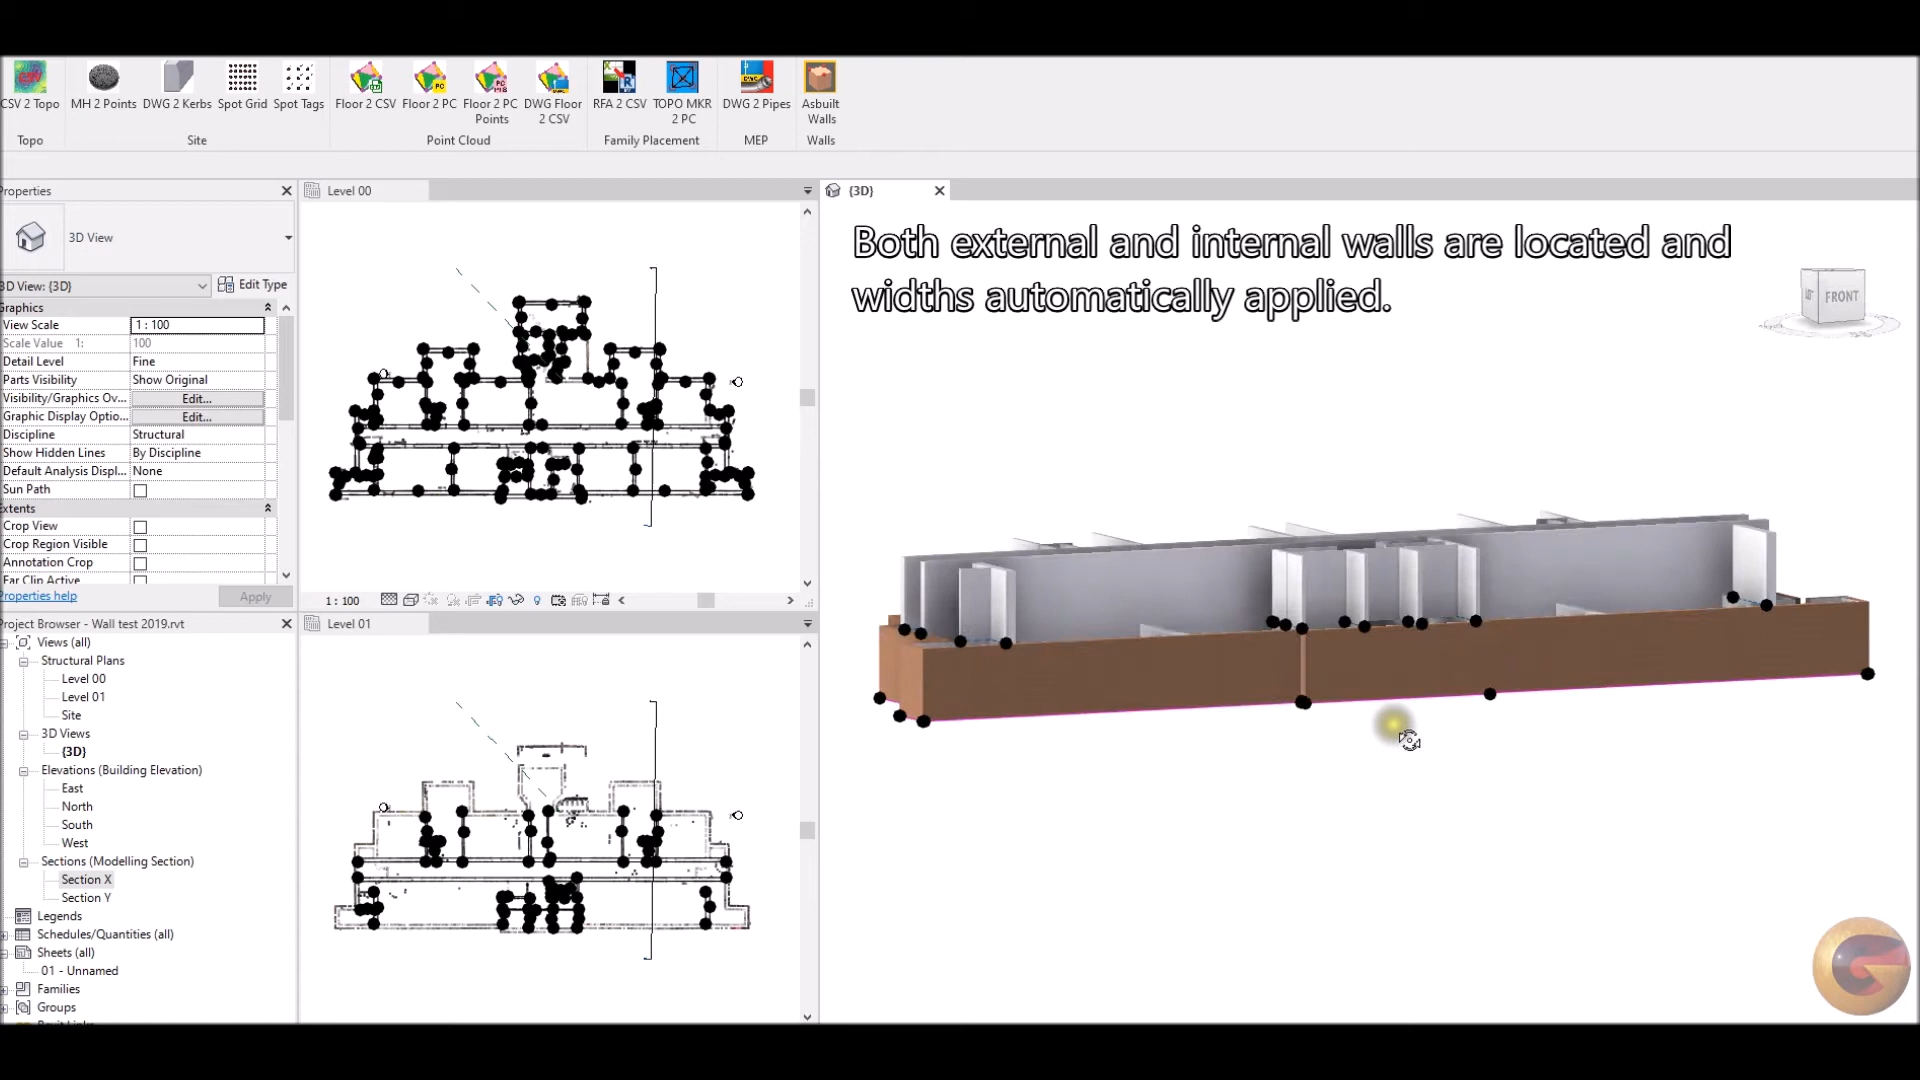 CSV 2 Topo
MH 2 Points
DWG 2 Kerbs
Spot Grid
Spot Tags
Floor 2 CSV
Floor 2 PC
Floor 2 PC
Points
DWG Floor
2 CSV
RFA 2 CSV
TOPO MKR
2 PC
DWG 2 Pipes
Asbuilt
Walls
Topo
Site
Point Cloud
Family Placement
MEP
Walls
Properties
3D View
3D View: {3D}
Edit Type
Graphics
View Scale
1 : 100
Scale Value 1:
100
Detail Level
Fine
Parts Visibility
Show Original
Visibility/Graphics Ov...
Edit...
Graphic Display Optio...
Edit...
Discipline
Structural
Show Hidden Lines
By Discipline
Default Analysis Displ...
None
Sun Path
Extents
Crop View
Crop Region Visible
Annotation Crop
Far Clip Active
Properties help
Apply
Project Browser - Wall test 2019.rvt
Views (all)
Structural Plans
Level 00
Level 01
Site
3D Views
{3D}
Elevations (Building Elevation)
East
North
South
West
Sections (Modelling Section)
Section X
Section Y
Legends
Schedules/Quantities (all)
Sheets (all)
01 - Unnamed
Families
Groups
Level 00
1 : 100
Level 01
{3D}
Both external and internal walls are located and
widths automatically applied.
FRONT